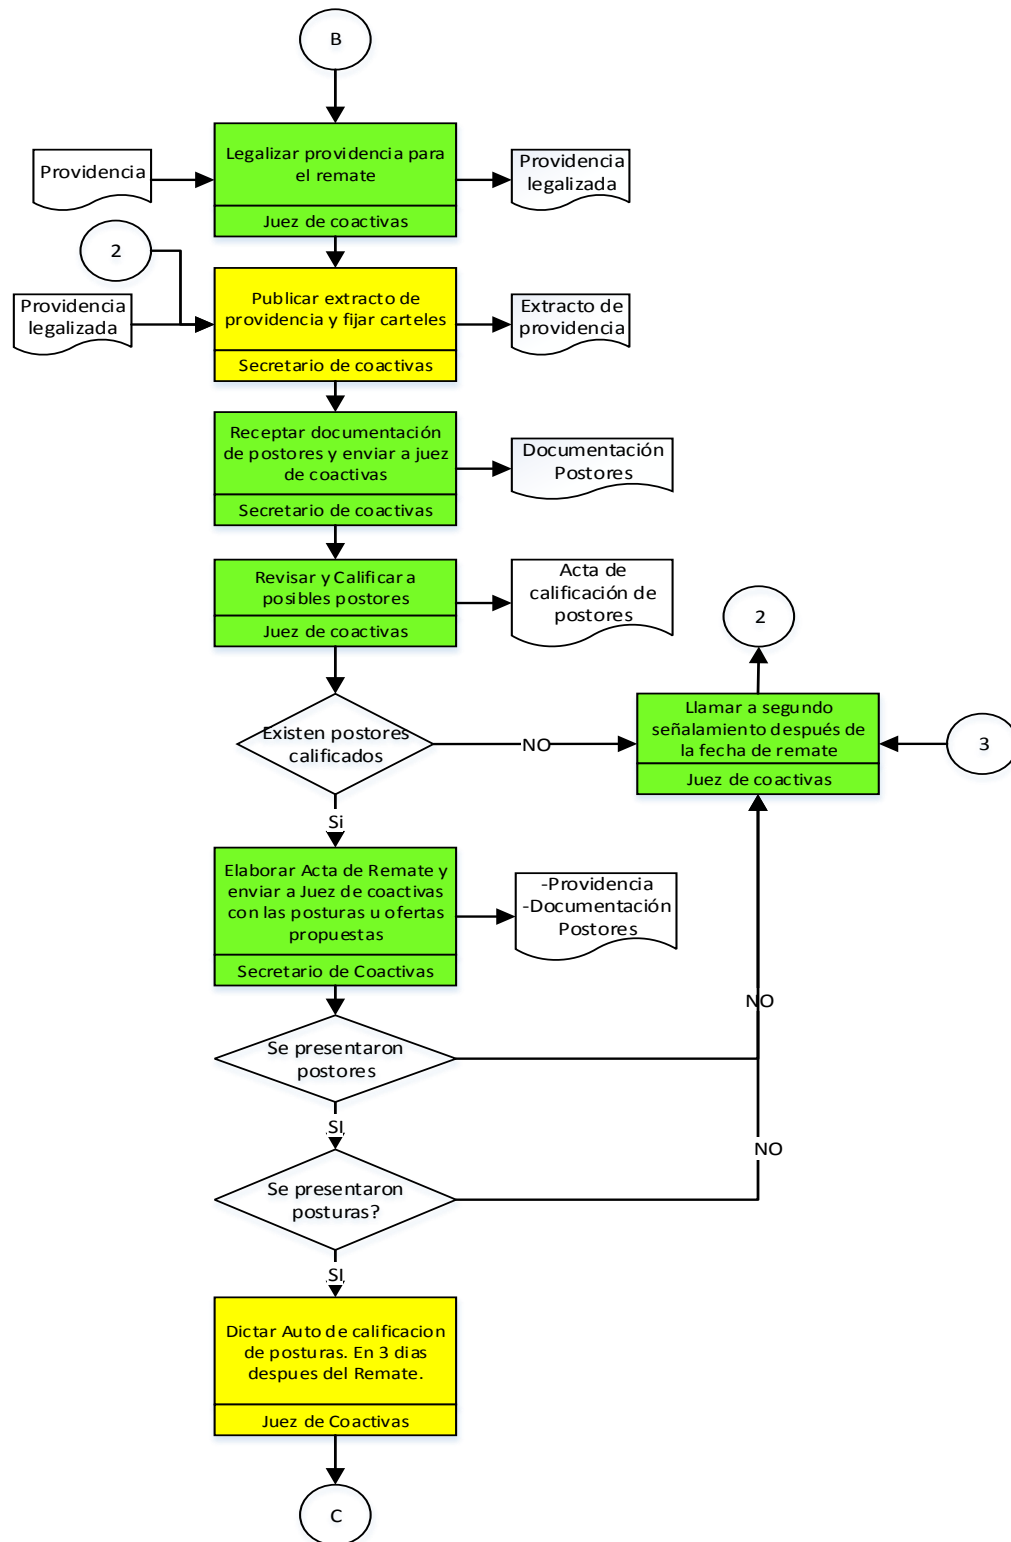 B
Legalizar providencia para
el remate
Juez de coactivas
Providencia
Providencia
legalizada
2
Providencia
legalizada
Publicar extracto de
providencia y fijar carteles
Secretario de coactivas
Extracto de
providencia
Receptar documentación
de postores y enviar a juez
de coactivas
Secretario de coactivas
Documentación
Postores
Revisar y Calificar a
posibles postores
Juez de coactivas
Acta de
calificación de
postores
2
Existen postores
calificados
NO
Llamar a segundo
señalamiento después de
la fecha de remate
Juez de coactivas
3
Si
Elaborar Acta de Remate y
enviar a Juez de coactivas
con las posturas u ofertas
propuestas
Secretario de Coactivas
-Providencia
-Documentación
Postores
Se presentaron
postores
NO
SI
Se presentaron
posturas?
NO
SI
Dictar Auto de calificacion
de posturas. En 3 dias
despues del Remate.
Juez de Coactivas
C